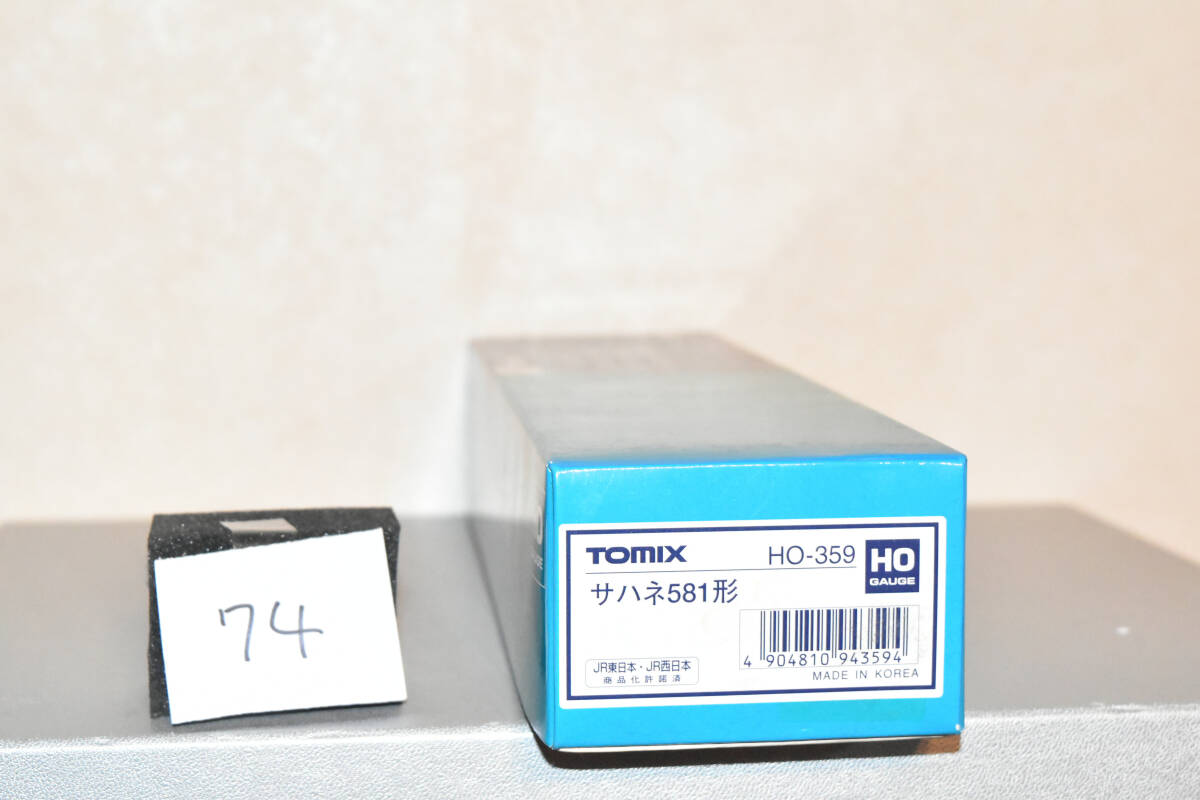 74
TOMIX HO-359
HO
GAUGE
サハネ581形
4 904810 943594
JR東日本・JR西日本
商品化許諾済
MADE IN KOREA